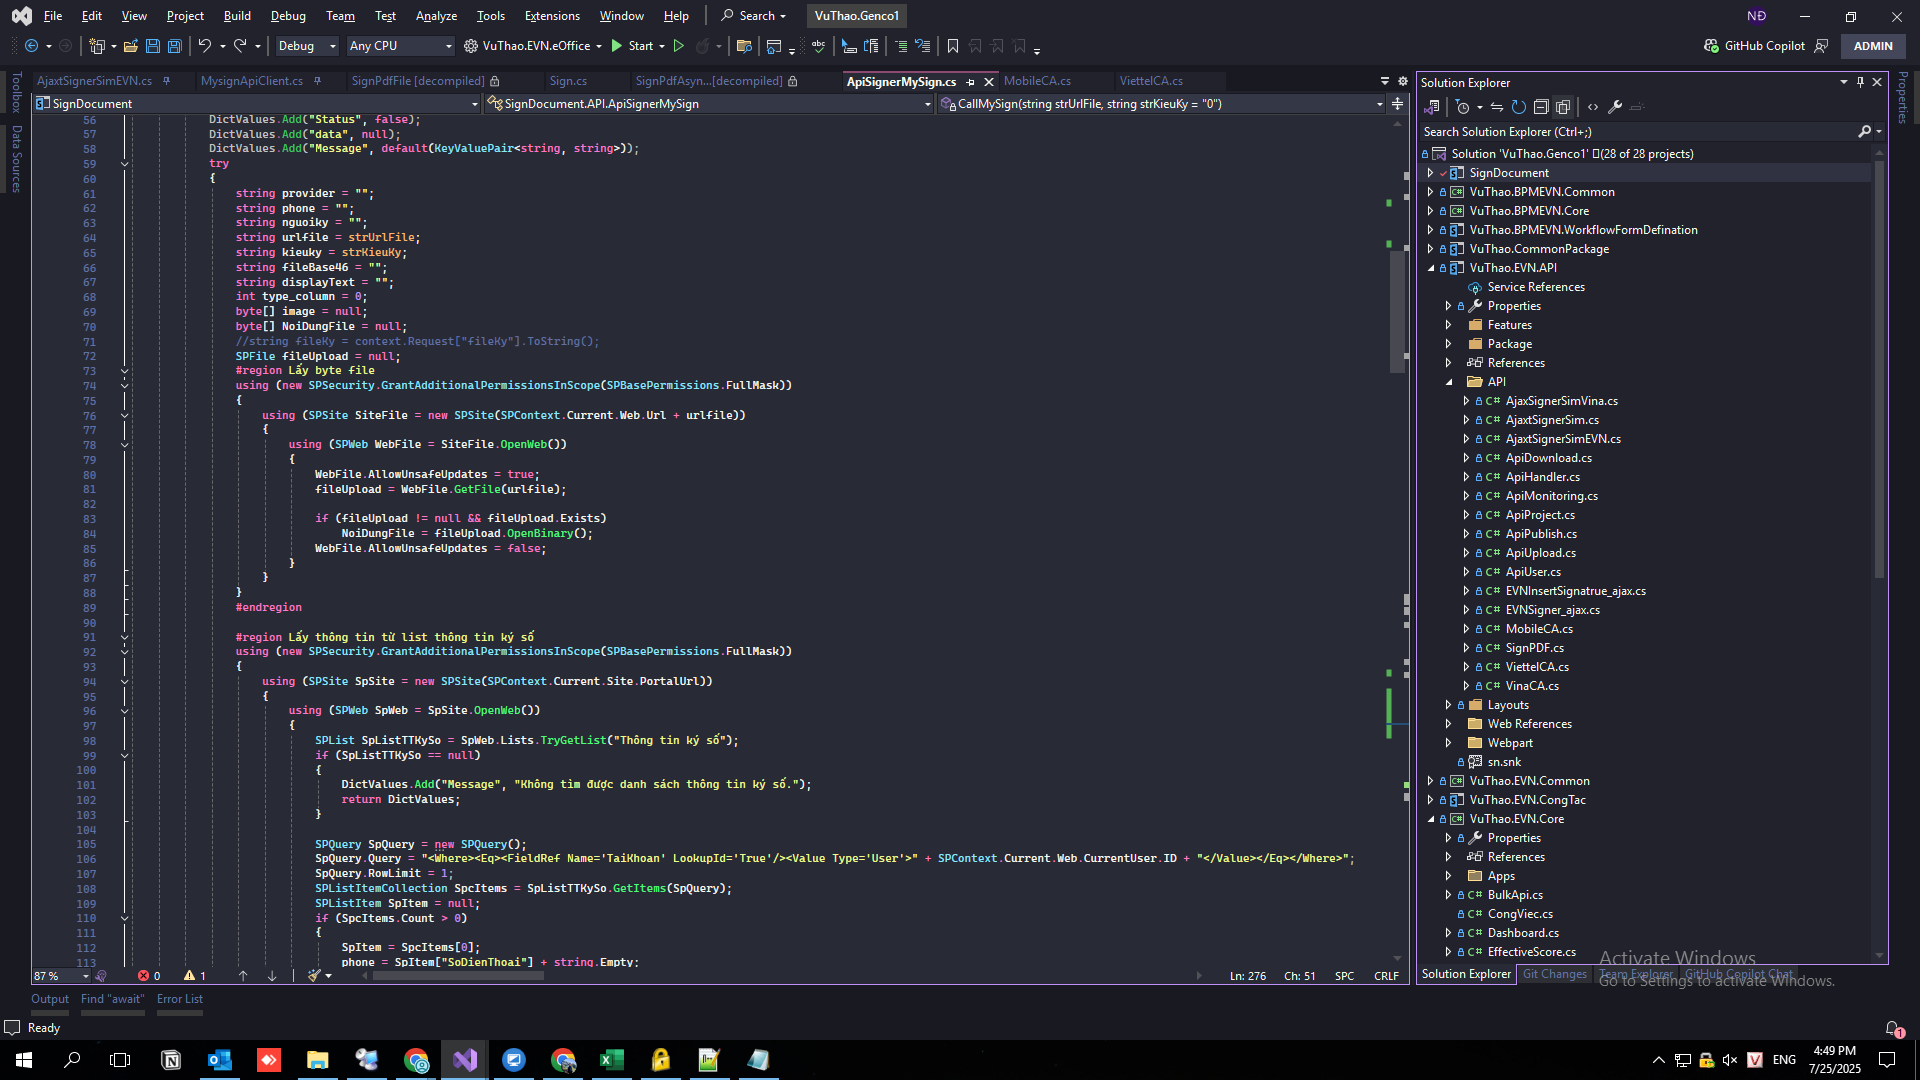 File Edit View Project Build Debug Team Test Analyze Tools Extensions Window Help Search VuThao.Genco1 NĐ
Debug Any CPU VuThao.EVN.eOffice Start GitHub Copilot ADMIN
AjaxtSignerSimEVN.cs MysignApiClient.cs SignPdfFile [decompiled] Sign.cs SignPdfAsyn...[decompiled] ApiSignerMySign.cs MobileCA.cs ViettelCA.cs
SignDocument SignDocument.API.ApiSignerMySign CallMySign(string strUrlFile, string strKieuKy = "0")
Toolbox
Data Sources
56 DictValues.Add("Status", false);
57 DictValues.Add("data", null);
58 DictValues.Add("Message", default(KeyValuePair<string, string>));
59 try
60 {
61 string provider = "";
62 string phone = "";
63 string nguoiky = "";
64 string urlfile = strUrlFile;
65 string kieuky = strKieuKy;
66 string fileBase46 = "";
67 string displayText = "";
68 int type_column = 0;
69 byte[] image = null;
70 byte[] NoiDungFile = null;
71 //string fileKy = context.Request["fileKy"].ToString();
72 SPFile fileUpload = null;
73 #region Lấy byte file
74 using (new SPSecurity.GrantAdditionalPermissionsInScope(SPBasePermissions.FullMask))
75 {
76 using (SPSite SiteFile = new SPSite(SPContext.Current.Web.Url + urlfile))
77 {
78 using (SPWeb WebFile = SiteFile.OpenWeb())
79 {
80 WebFile.AllowUnsafeUpdates = true;
81 fileUpload = WebFile.GetFile(urlfile);
82
83 if (fileUpload != null && fileUpload.Exists)
84 NoiDungFile = fileUpload.OpenBinary();
85 WebFile.AllowUnsafeUpdates = false;
86 }
87 }
88 }
89 #endregion
90
91 #region Lấy thông tin từ list thông tin ký số
92 using (new SPSecurity.GrantAdditionalPermissionsInScope(SPBasePermissions.FullMask))
93 {
94 using (SPSite SpSite = new SPSite(SPContext.Current.Site.PortalUrl))
95 {
96 using (SPWeb SpWeb = SpSite.OpenWeb())
97 {
98 SPList SpListTTKySo = SpWeb.Lists.TryGetList("Thông tin ký số");
99 if (SpListTTKySo == null)
100 {
101 DictValues.Add("Message", "Không tìm được danh sách thông tin ký số.");
102 return DictValues;
103 }
104
105 SPQuery SpQuery = new SPQuery();
106 SpQuery.Query = "<Where><Eq><FieldRef Name='TaiKhoan' LookupId='True'/><Value Type='User'>" + SPContext.Current.Web.CurrentUser.ID + "</Value></Eq></Where>";
107 SpQuery.RowLimit = 1;
108 SPListItemCollection SpcItems = SpListTTKySo.GetItems(SpQuery);
109 SPListItem SpItem = null;
110 if (SpcItems.Count > 0)
111 {
112 SpItem = SpcItems[0];
113 phone = SpItem["SoDienThoai"] + string.Empty;
87 % 0 1 Ln: 276 Ch: 51 SPC CRLF
Output Find "await" Error List
Ready
Solution Explorer
Search Solution Explorer (Ctrl+;)
Solution 'VuThao.Genco1' (28 of 28 projects)
SignDocument
VuThao.BPMEVN.Common
VuThao.BPMEVN.Core
VuThao.BPMEVN.WorkflowFormDefination
VuThao.CommonPackage
VuThao.EVN.API
Service References
Properties
Features
Package
References
API
C# AjaxSignerSimVina.cs
C# AjaxtSignerSim.cs
C# AjaxtSignerSimEVN.cs
C# ApiDownload.cs
C# ApiHandler.cs
C# ApiMonitoring.cs
C# ApiProject.cs
C# ApiPublish.cs
C# ApiUpload.cs
C# ApiUser.cs
C# EVNInsertSignatrue_ajax.cs
C# EVNSigner_ajax.cs
C# MobileCA.cs
C# SignPDF.cs
C# ViettelCA.cs
C# VinaCA.cs
Layouts
Web References
Webpart
sn.snk
VuThao.EVN.Common
VuThao.EVN.CongTac
VuThao.EVN.Core
Properties
References
Apps
C# BulkApi.cs
C# CongViec.cs
C# Dashboard.cs
C# EffectiveScore.cs
Solution Explorer Git Changes Team Explorer GitHub Copilot Chat
Properties
Activate Windows
Go to Settings to activate Windows.
1
ENG
4:49 PM
7/25/2025